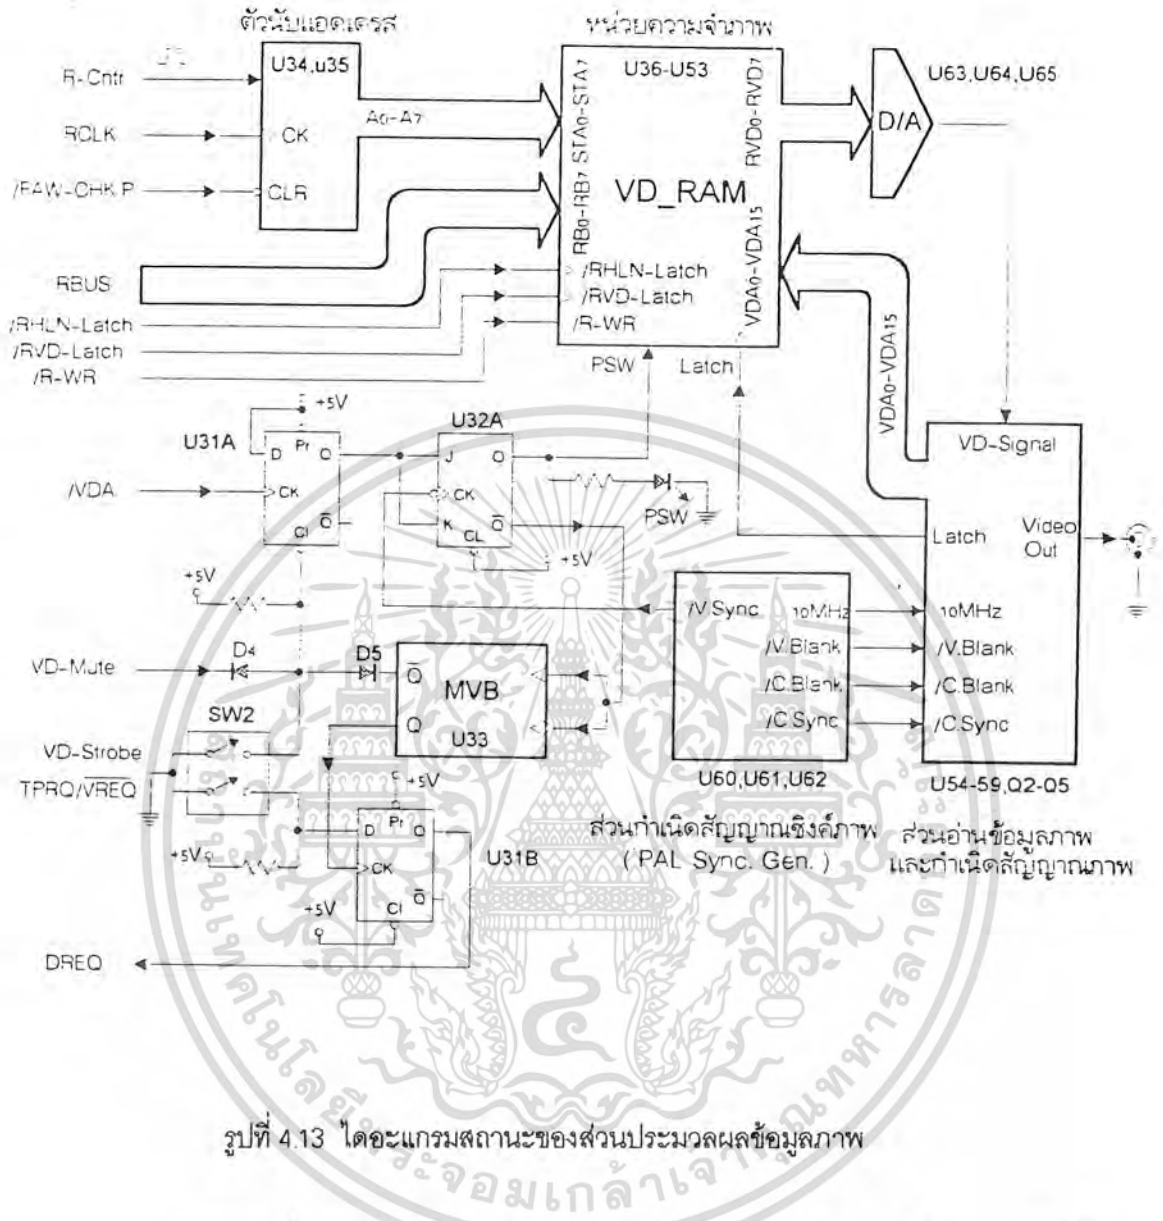 ตัวนับแอดเดรส
หน่วยความจำภาพ
U34,u35
U36-U53
U63,U64,U65
R-Cntr
RCLK
CK
/FAW-CHK P
CLR
A0-A7
STA0-STA7
RB0-RB7
RVD0-RVD7
VD_RAM
VDA0-VDA15
D/A
RBUS
/RHLN-Latch
/RVD-Latch
/R-WR
/RHLN-Latch
/RVD-Latch
/R-WR
PSW
Latch
VDA0-VDA15
+5V
U31A
D
Pr
Q
CK
Q
Cl
/VDA
U32A
J
Q
CK
K
Q
CL
PSW
+5V
VD-Signal
Latch
Video
Out
+5V
/V.Sync.
10MHz
10MHz
/V.Blank
/V.Blank
/C.Blank
/C.Blank
/C.Sync
/C.Sync
VD-Mute
D4
D5
Q
MVB
Q
U33
SW2
VD-Strobe
TPRQ/VREQ
+5V
U60,U61,U62
U54-59,Q2-Q5
D
Pr
Q
U31B
+5V
CK
Q
Cl
+5V
ส่วนกำเนิดสัญญาณซิงค์ภาพ
( PAL Sync. Gen. )
ส่วนอ่านข้อมูลภาพ
และกำเนิดสัญญาณภาพ
DREQ
รูปที่ 4.13 ไดอะแกรมสถานะของส่วนประมวลผลข้อมูลภาพ